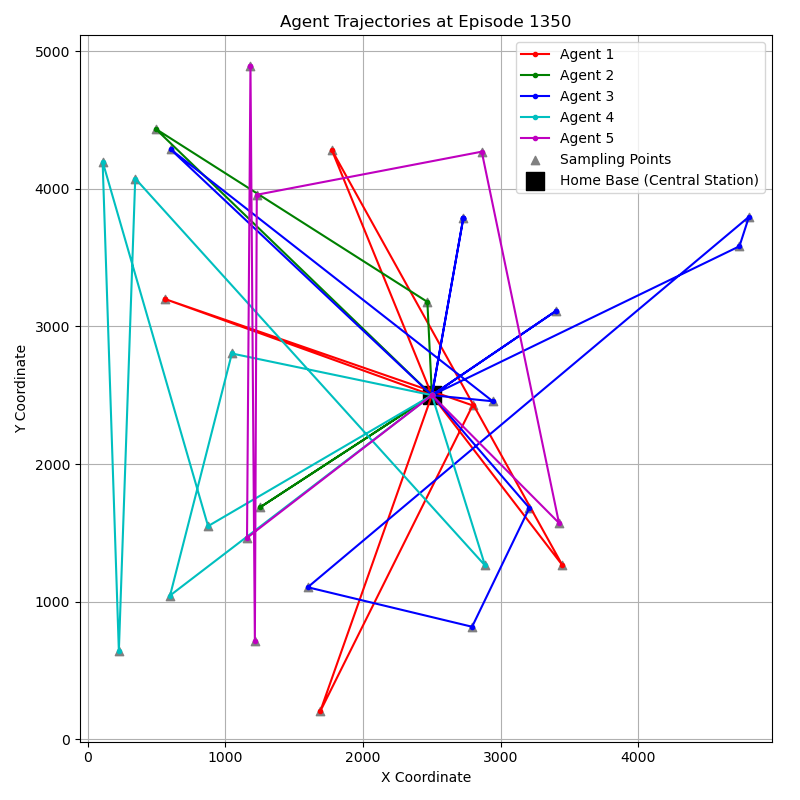 Agent Trajectories at Episode 1350
Agent 1
Agent 2
Agent 3
Agent 4
Agent 5
Sampling Points
Home Base (Central Station)
5000
4000
3000
2000
1000
0
Y Coordinate
0 1000 2000 3000 4000
X Coordinate